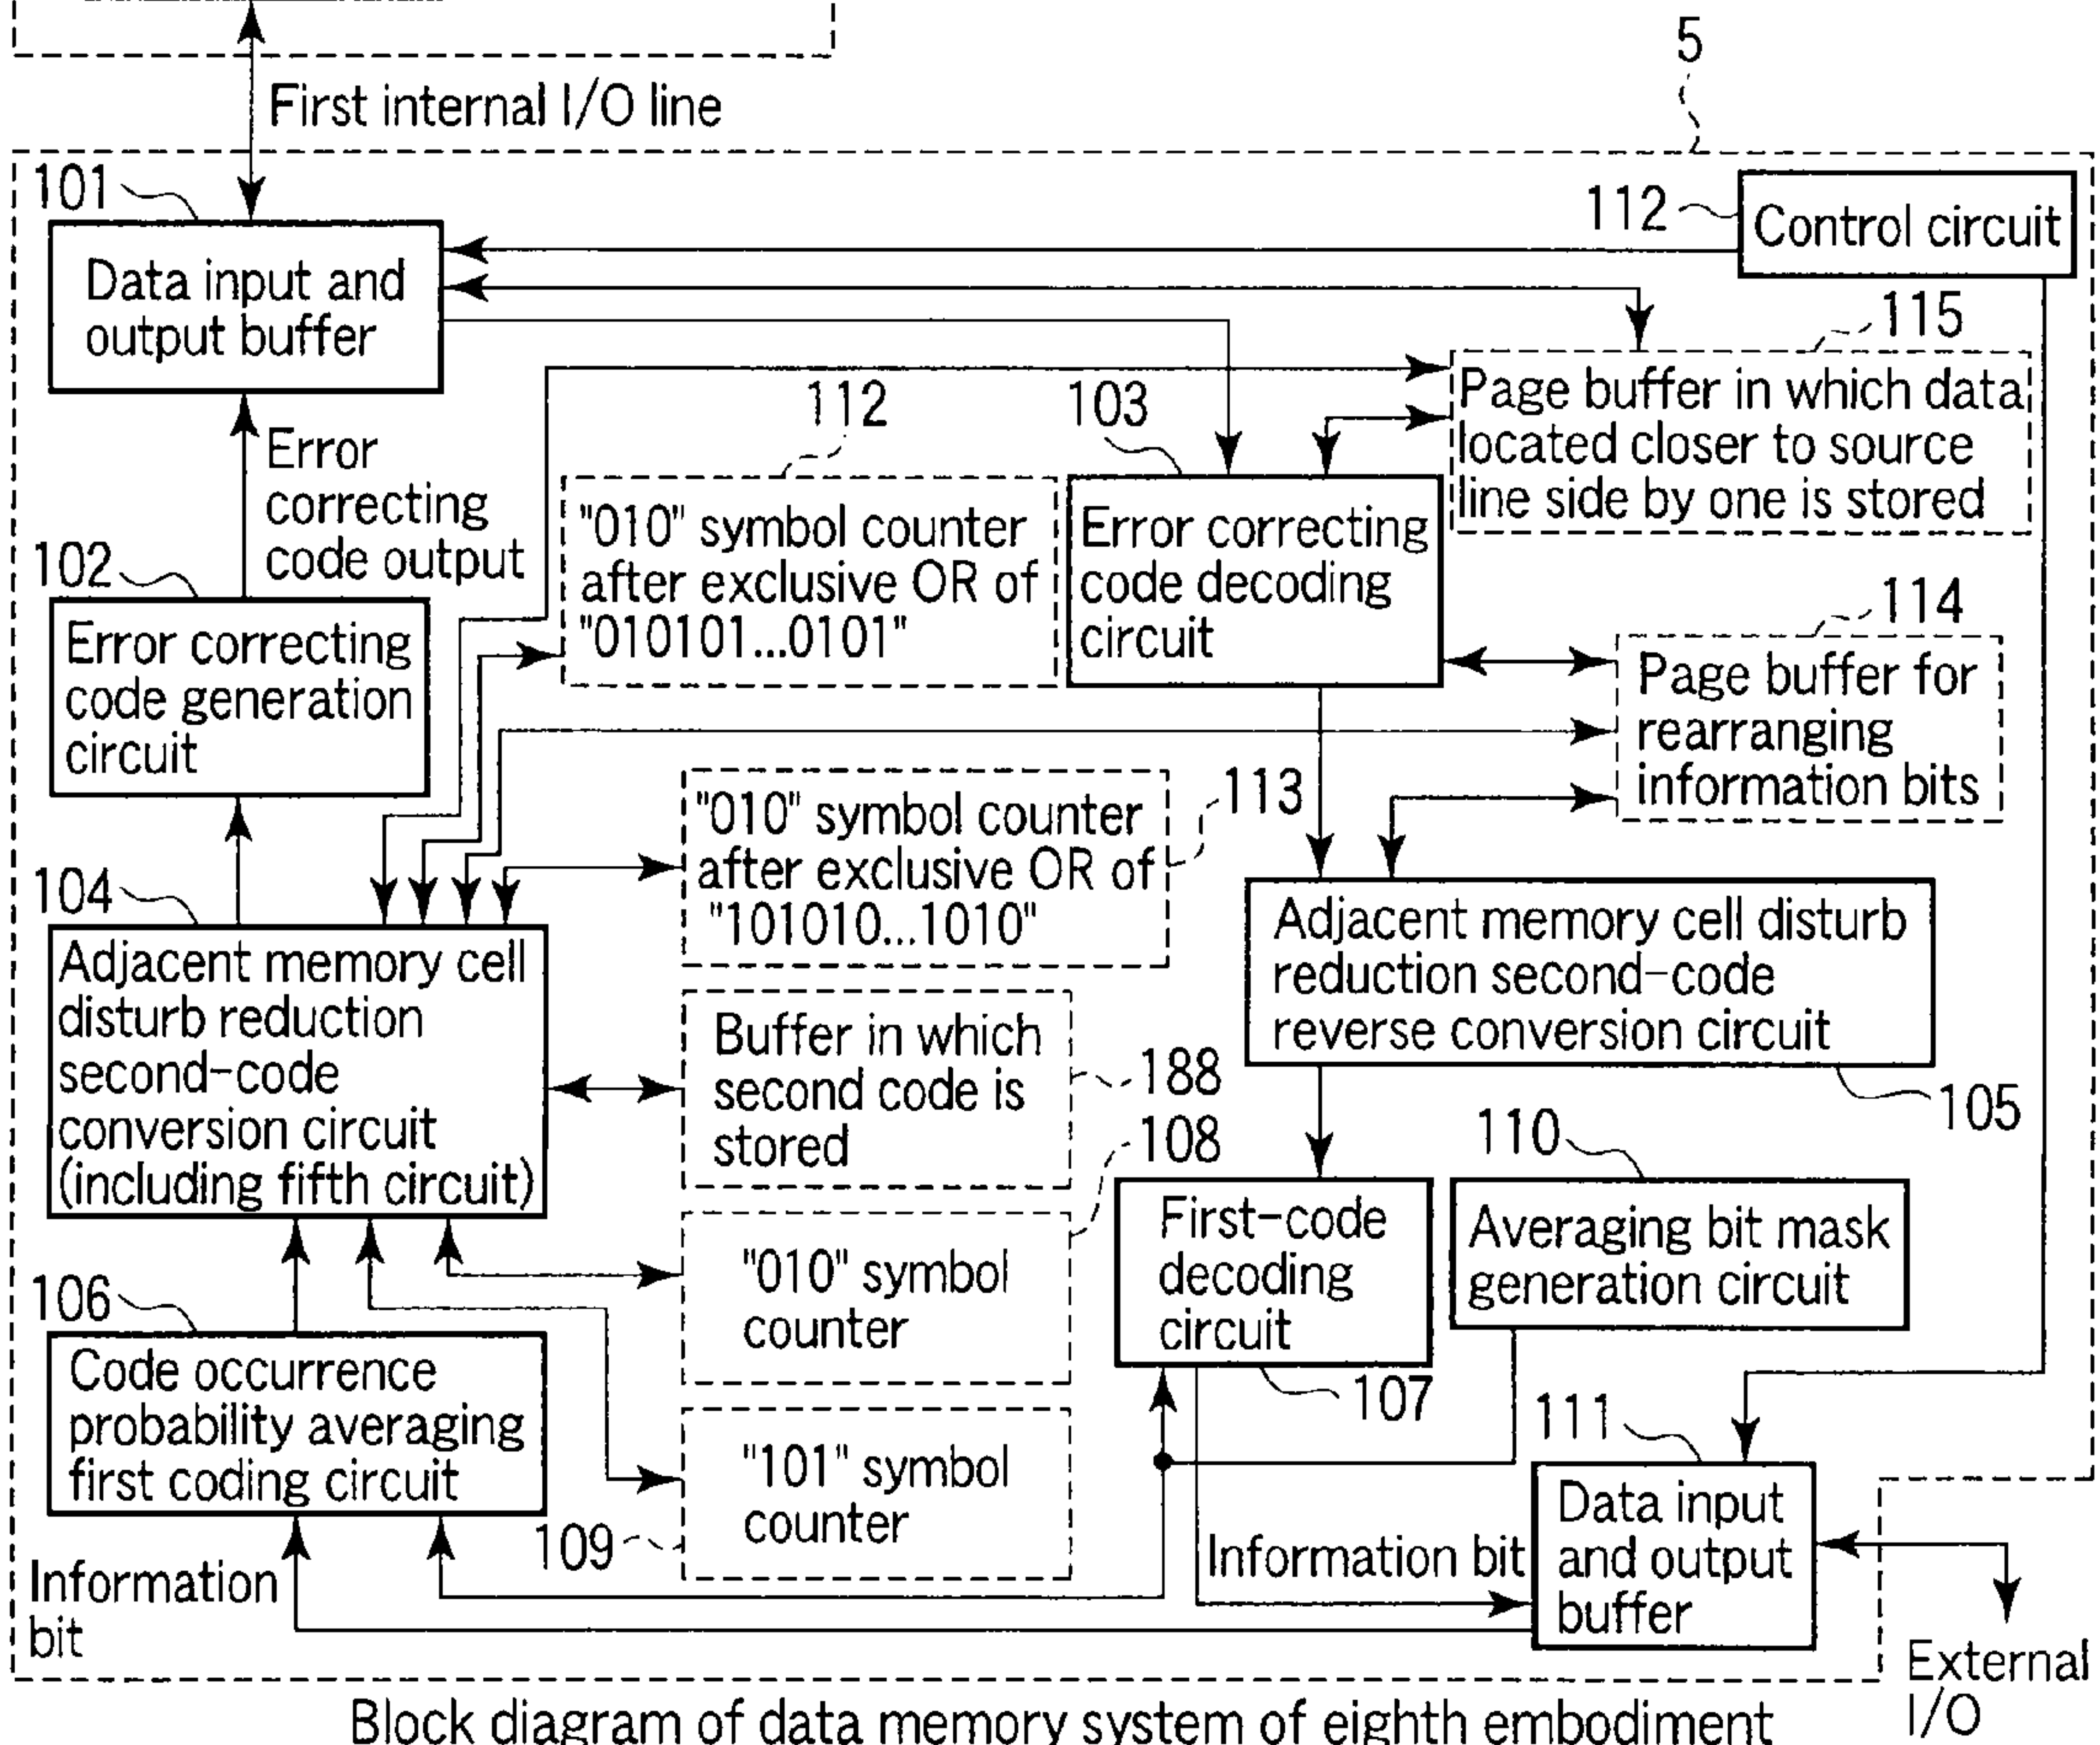 5
First internal I/O line
101
112
Control circuit
Data input and
output buffer
115
112
103
Page buffer in which data
located closer to source
line side by one is stored
Error
correcting
code output
"010" symbol counter
after exclusive OR of
"010101...0101"
Error correcting
code decoding
circuit
102
114
Error correcting
code generation
circuit
Page buffer for
rearranging
information bits
113
"010" symbol counter
after exclusive OR of
"101010...1010"
104
Adjacent memory cell
disturb reduction
second-code
conversion circuit
(including fifth circuit)
Adjacent memory cell disturb
reduction second-code
reverse conversion circuit
Buffer in which
second code is
stored
188
105
108
110
First-code
decoding
circuit
Averaging bit mask
generation circuit
"010" symbol
counter
106
Code occurrence
probability averaging
first coding circuit
107
111
"101" symbol
counter
109
Data input
and output
buffer
Information bit
Information
bit
External
I/O
Block diagram of data memory system of eighth embodiment